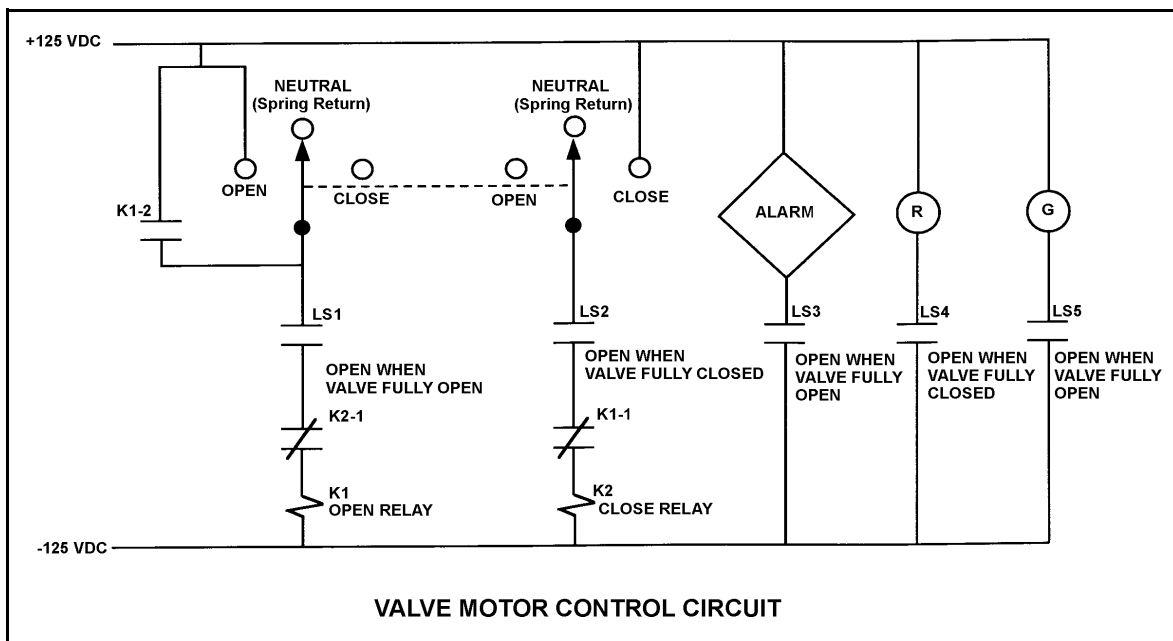 +125 VDC
NEUTRAL
(Spring Return)
NEUTRAL
(Spring Return)
OPEN
CLOSE
OPEN
CLOSE
K1-2
ALARM
R
G
LS1
OPEN WHEN
VALVE FULLY OPEN
LS2
OPEN WHEN
VALVE FULLY CLOSED
LS3
OPEN WHEN
VALVE FULLY
OPEN
LS4
OPEN WHEN
VALVE FULLY
CLOSED
LS5
OPEN WHEN
VALVE FULLY
OPEN
K2-1
K1-1
K1
OPEN RELAY
K2
CLOSE RELAY
-125 VDC
VALVE MOTOR CONTROL CIRCUIT